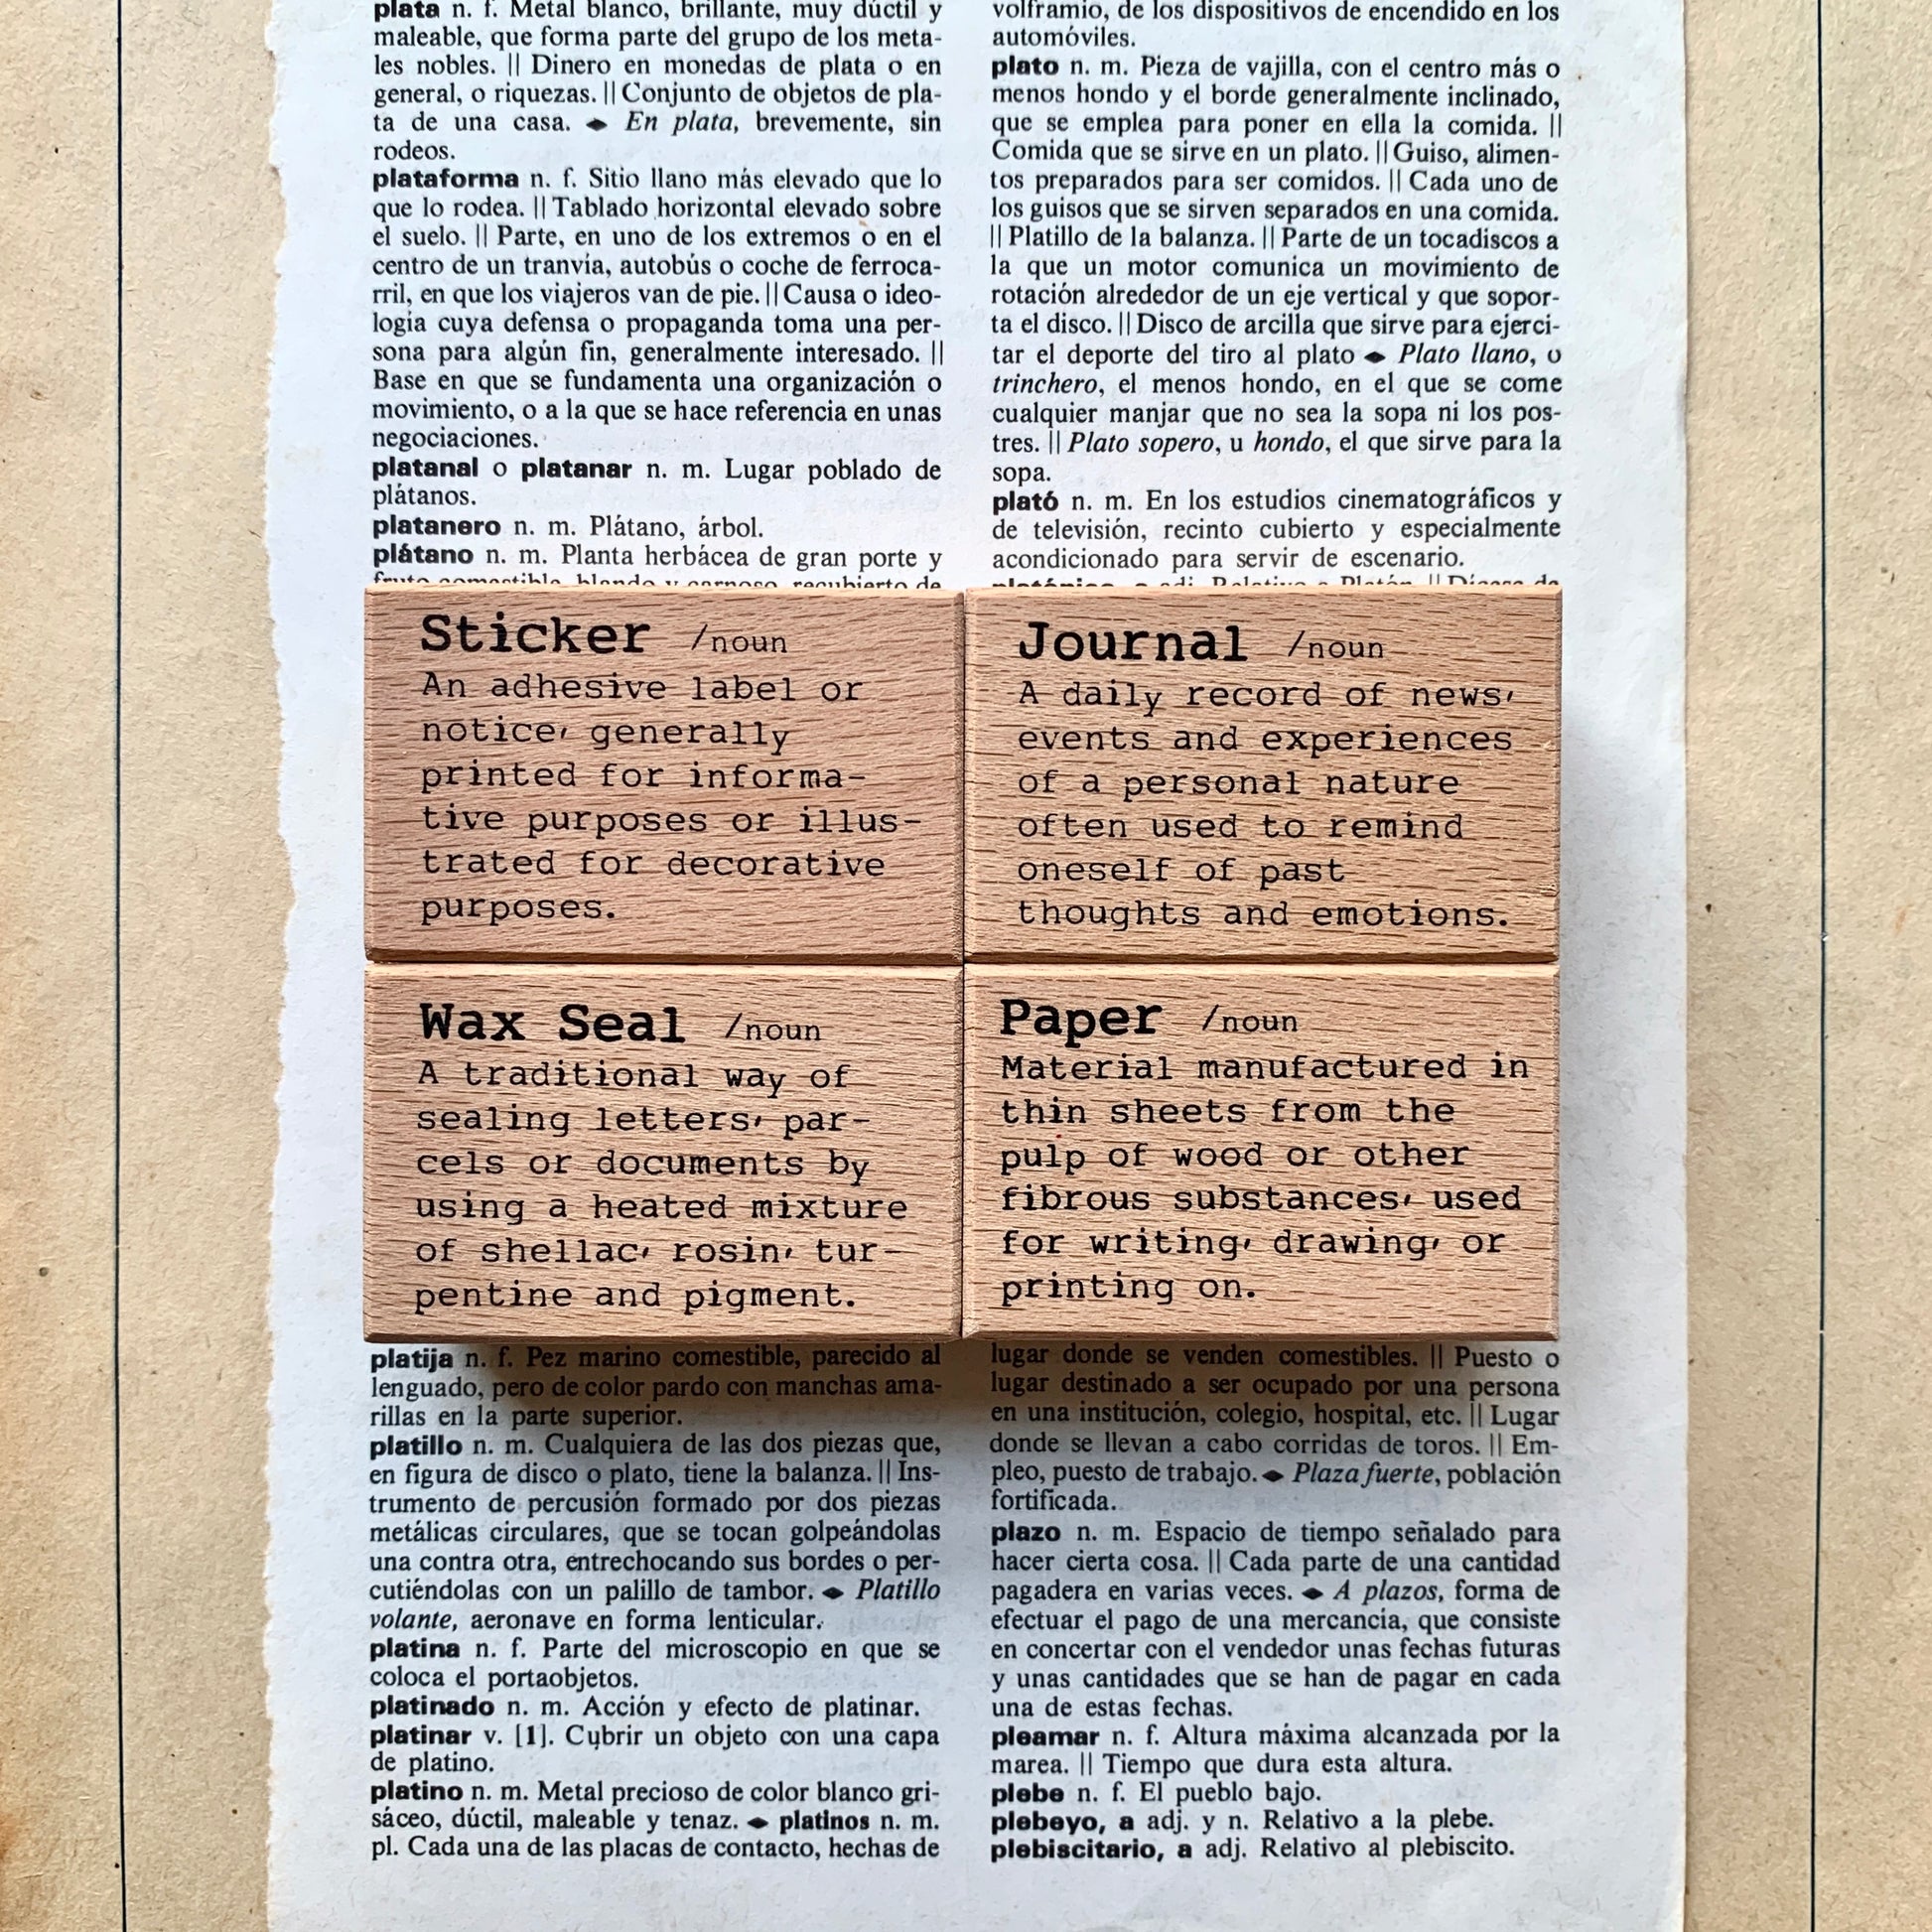 plata n. f. Metal blanco, brillante, muy dúctil y
maleable, que forma parte del grupo de los meta-
les nobles. || Dinero en monedas de plata o en
general, o riquezas. || Conjunto de objetos de pla-
ta de una casa. ◆ En plata, brevemente, sin
rodeos.
plataforma n. f. Sitio llano más elevado que lo
que lo rodea. || Tablado horizontal elevado sobre
el suelo. || Parte, en uno de los extremos o en el
centro de un tranvía, autobús o coche de ferroca-
rril, en que los viajeros van de pie. || Causa o ideo-
logía cuya defensa o propaganda toma una per-
sona para algún fin, generalmente interesado. ||
Base en que se fundamenta una organización o
movimiento, o a la que se hace referencia en unas
negociaciones.
platanal o platanar n. m. Lugar poblado de
plátanos.
platanero n. m. Plátano, árbol.
plátano n. m. Planta herbácea de gran porte y
fruto comestible, blando y carnoso, recubierto de
volframio, de los dispositivos de encendido en los
automóviles.
plato n. m. Pieza de vajilla, con el centro más o
menos hondo y el borde generalmente inclinado,
que se emplea para poner en ella la comida. ||
Comida que se sirve en un plato. || Guiso, alimen-
tos preparados para ser comidos. || Cada uno de
los guisos que se sirven separados en una comida.
|| Platillo de la balanza. || Parte de un tocadiscos a
la que un motor comunica un movimiento de
rotación alrededor de un eje vertical y que sopor-
ta el disco. || Disco de arcilla que sirve para ejerci-
tar el deporte del tiro al plato ◆ Plato llano, o
trinchero, el menos hondo, en el que se come
cualquier manjar que no sea la sopa ni los pos-
tres. || Plato sopero, u hondo, el que sirve para la
sopa.
plató n. m. En los estudios cinematográficos y
de televisión, recinto cubierto y especialmente
acondicionado para servir de escenario.
platónico, a adj. Relativo a Platón. || Dícese de
Sticker /noun
An adhesive label or
notice, generally
printed for informa-
tive purposes or illus-
trated for decorative
purposes.
Journal /noun
A daily record of news,
events and experiences
of a personal nature
often used to remind
oneself of past
thoughts and emotions.
Wax Seal /noun
A traditional way of
sealing letters, par-
cels or documents by
using a heated mixture
of shellac, rosin, tur-
pentine and pigment.
Paper /noun
Material manufactured in
thin sheets from the
pulp of wood or other
fibrous substances, used
for writing, drawing, or
printing on.
platija n. f. Pez marino comestible, parecido al
lenguado, pero de color pardo con manchas ama-
rillas en la parte superior.
platillo n. m. Cualquiera de las dos piezas que,
en figura de disco o plato, tiene la balanza. || Ins-
trumento de percusión formado por dos piezas
metálicas circulares, que se tocan golpeándolas
una contra otra, entrechocando sus bordes o per-
cutiéndolas con un palillo de tambor. ◆ Platillo
volante, aeronave en forma lenticular.
platina n. f. Parte del microscopio en que se
coloca el portaobjetos.
platinado n. m. Acción y efecto de platinar.
platinar v. [1]. Cubrir un objeto con una capa
de platino.
platino n. m. Metal precioso de color blanco gri-
sáceo, dúctil, maleable y tenaz. ◆ platinos n. m.
pl. Cada una de las placas de contacto, hechas de
lugar donde se venden comestibles. || Puesto o
lugar destinado a ser ocupado por una persona
en una institución, colegio, hospital, etc. || Lugar
donde se llevan a cabo corridas de toros. || Em-
pleo, puesto de trabajo. ◆ Plaza fuerte, población
fortificada.
plazo n. m. Espacio de tiempo señalado para
hacer cierta cosa. || Cada parte de una cantidad
pagadera en varias veces. ◆ A plazos, forma de
efectuar el pago de una mercancía, que consiste
en concertar con el vendedor unas fechas futuras
y unas cantidades que se han de pagar en cada
una de estas fechas.
pleamar n. f. Altura máxima alcanzada por la
marea. || Tiempo que dura esta altura.
plebe n. f. El pueblo bajo.
plebeyo, a adj. y n. Relativo a la plebe.
plebiscitario, a adj. Relativo al plebiscito.